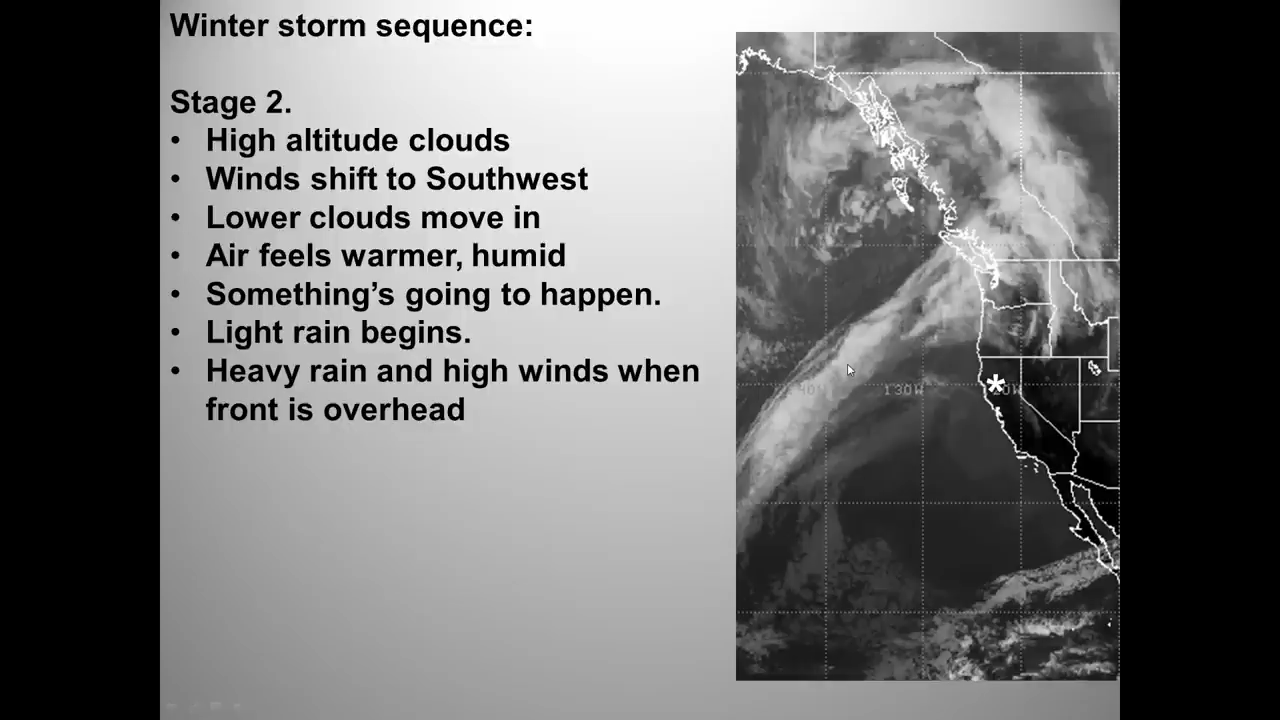 Winter storm sequence:
Stage 2.
• High altitude clouds
• Winds shift to Southwest
• Lower clouds move in
• Air feels warmer, humid
• Something's going to happen.
• Light rain begins.
• Heavy rain and high winds when
front is overhead
130W
*